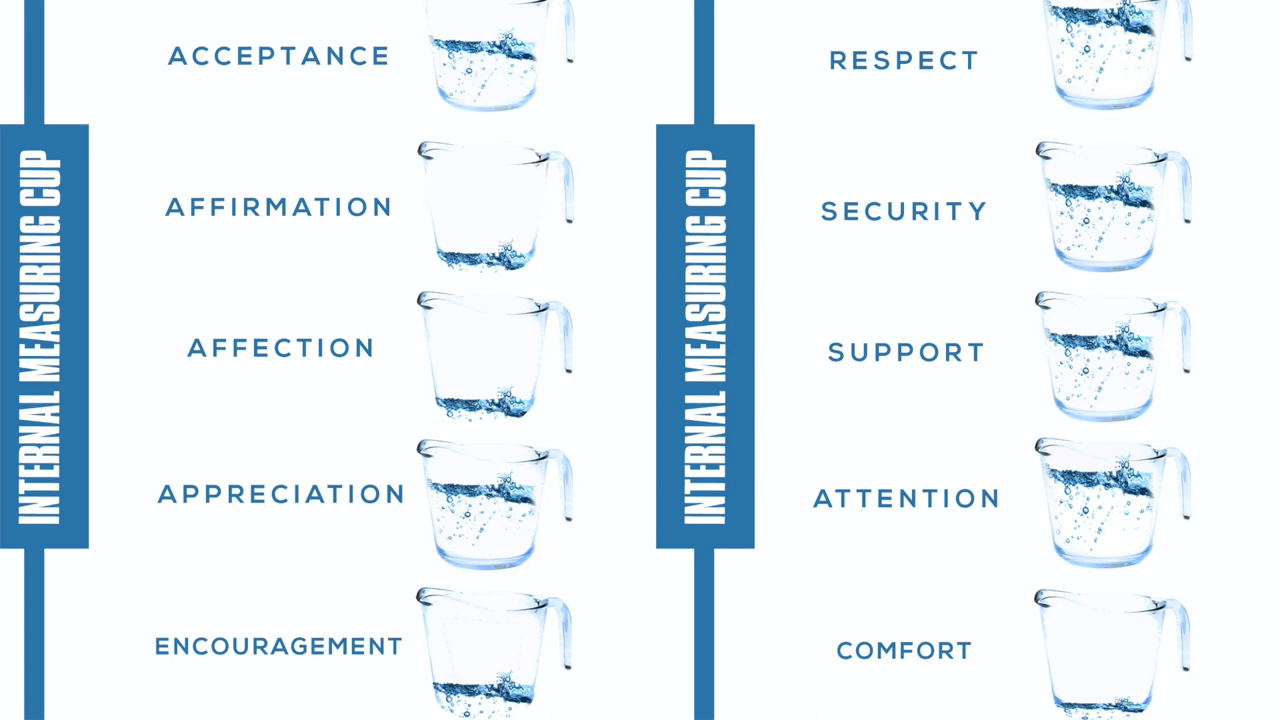 INTERNAL MEASURING CUP
ACCEPTANCE
AFFIRMATION
AFFECTION
APPRECIATION
ENCOURAGEMENT
INTERNAL MEASURING CUP
RESPECT
SECURITY
SUPPORT
ATTENTION
COMFORT